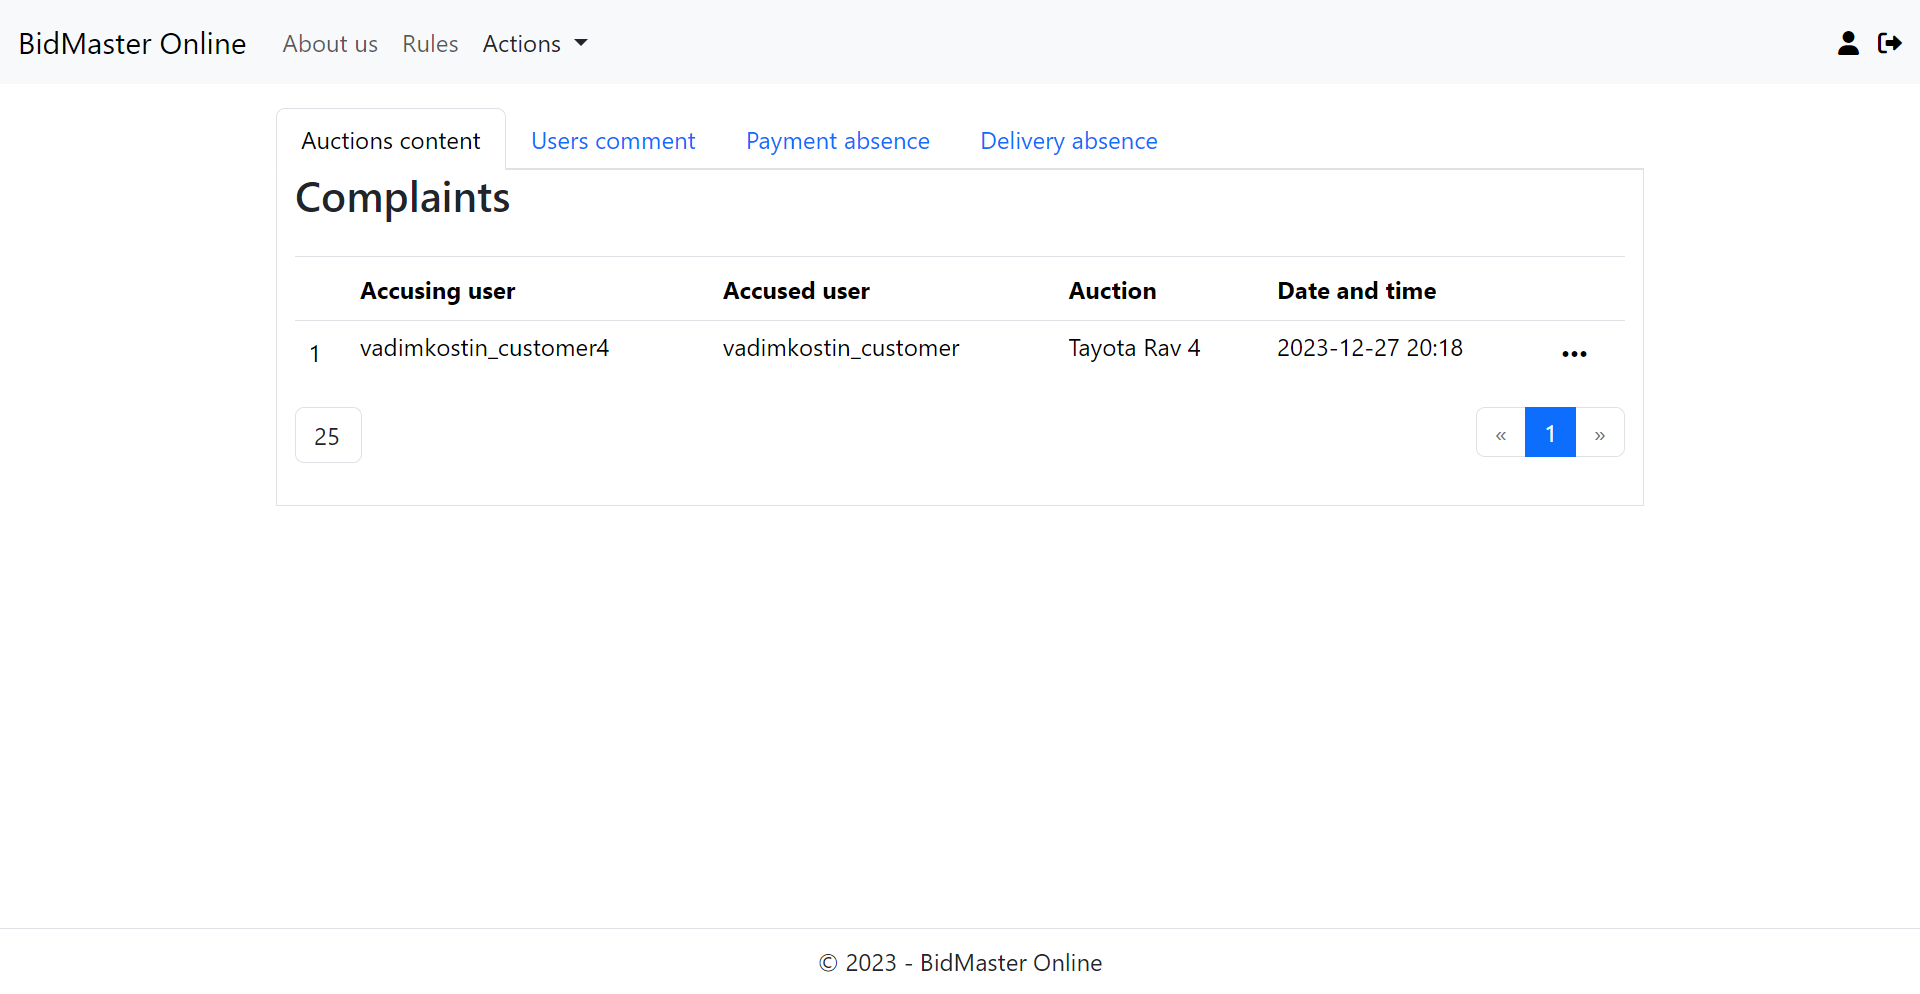 BidMaster Online About us Rules Actions
Auctions content Users comment Payment absence Delivery absence
Complaints
Accusing user Accused user Auction Date and time
1 vadimkostin_customer4 vadimkostin_customer Tayota Rav 4 2023-12-27 20:18
25 « 1 »
© 2023 - BidMaster Online